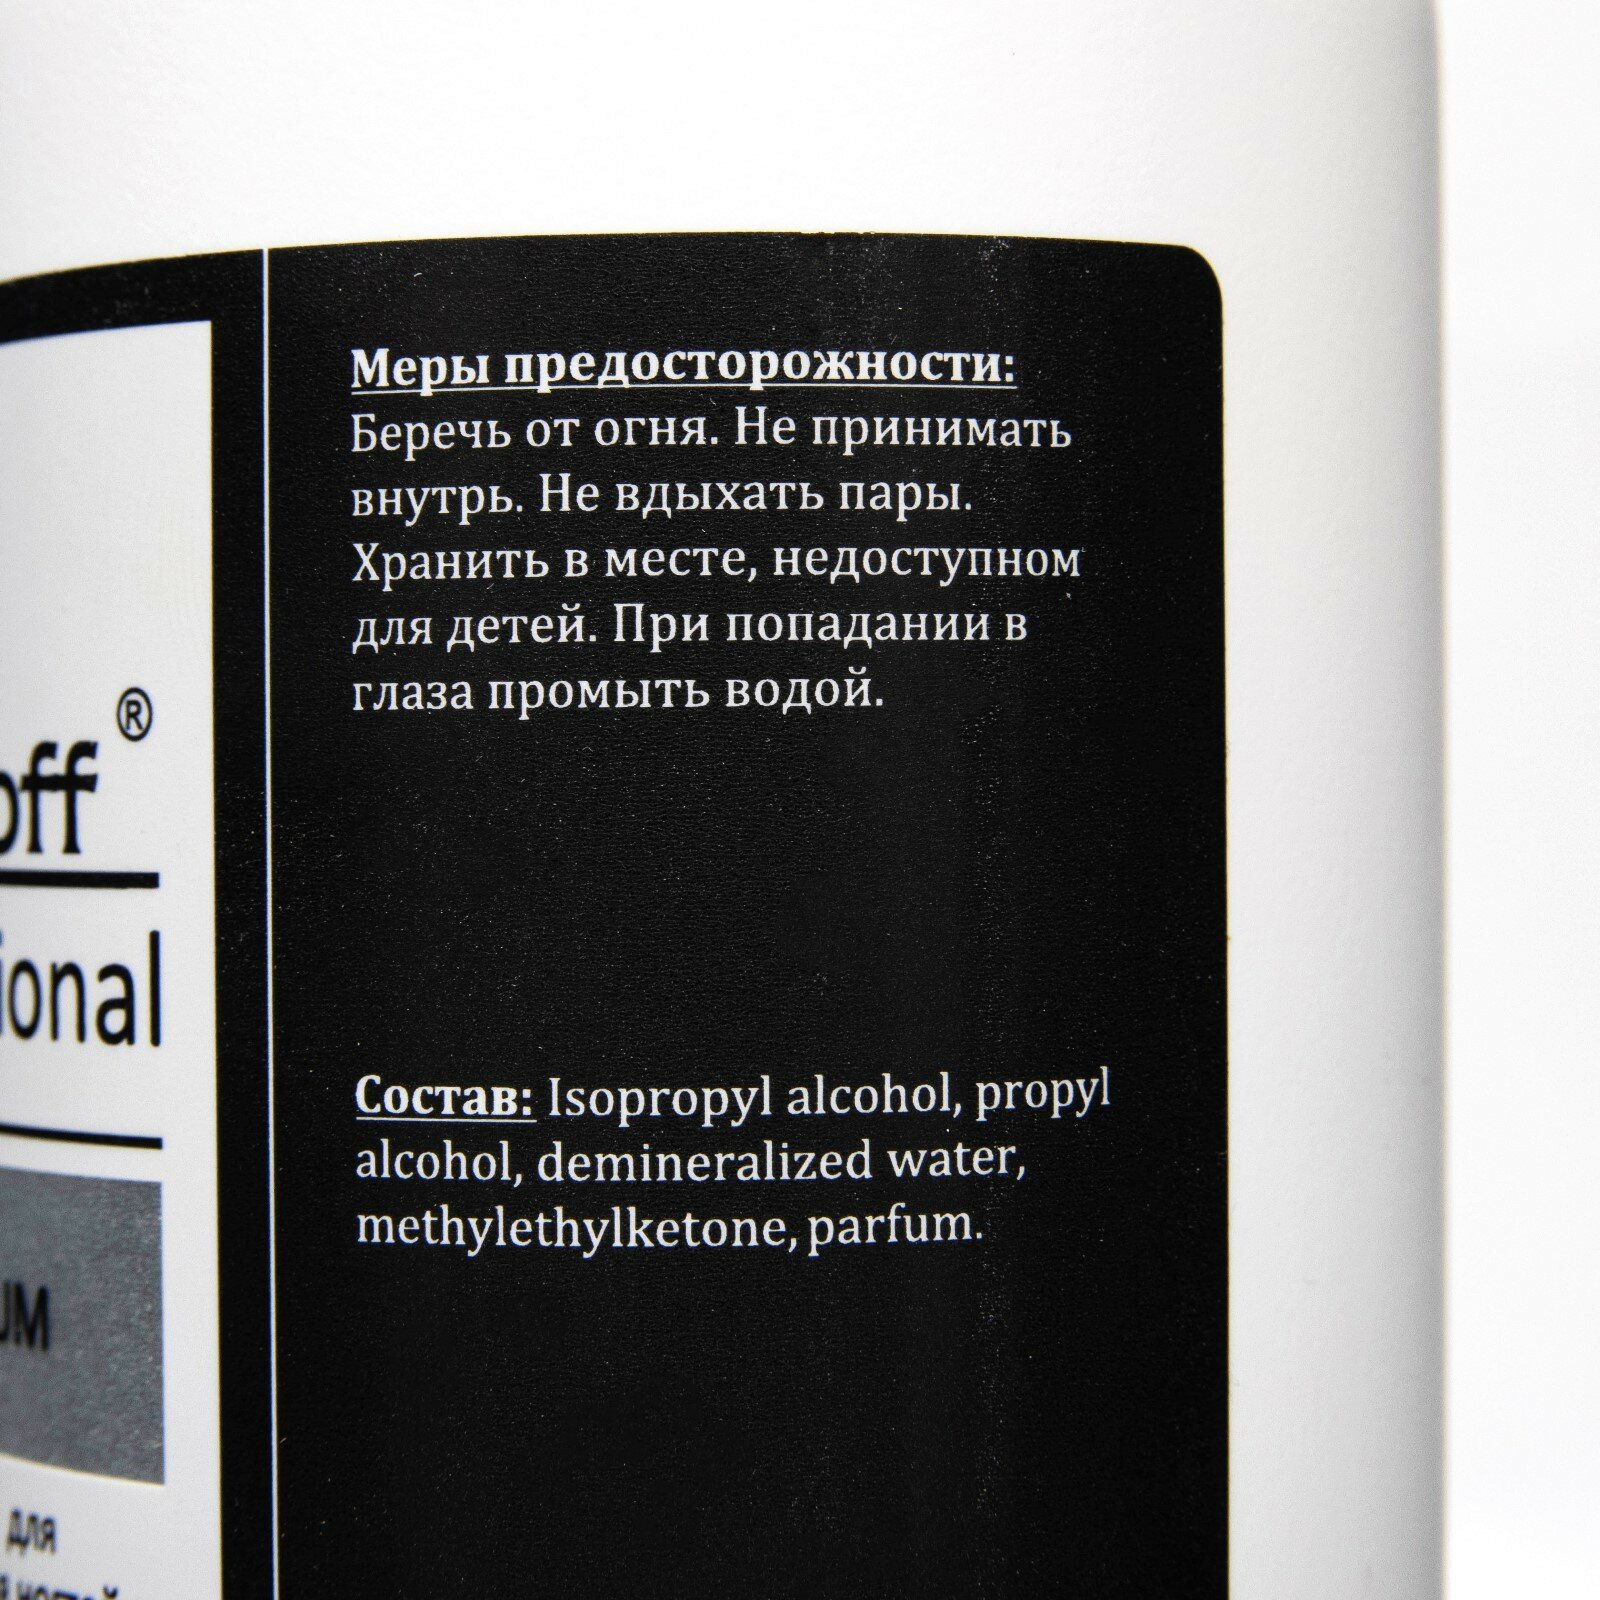 Меры предосторожности:
Беречь от огня. Не принимать
внутрь. Не вдыхать пары.
Хранить в месте, недоступном
для детей. При попадании в
глаза промыть водой.
Состав: Isopropyl alcohol, propyl
alcohol, demineralized water,
methylethylketone, parfum.
off ®
ional
UM
для